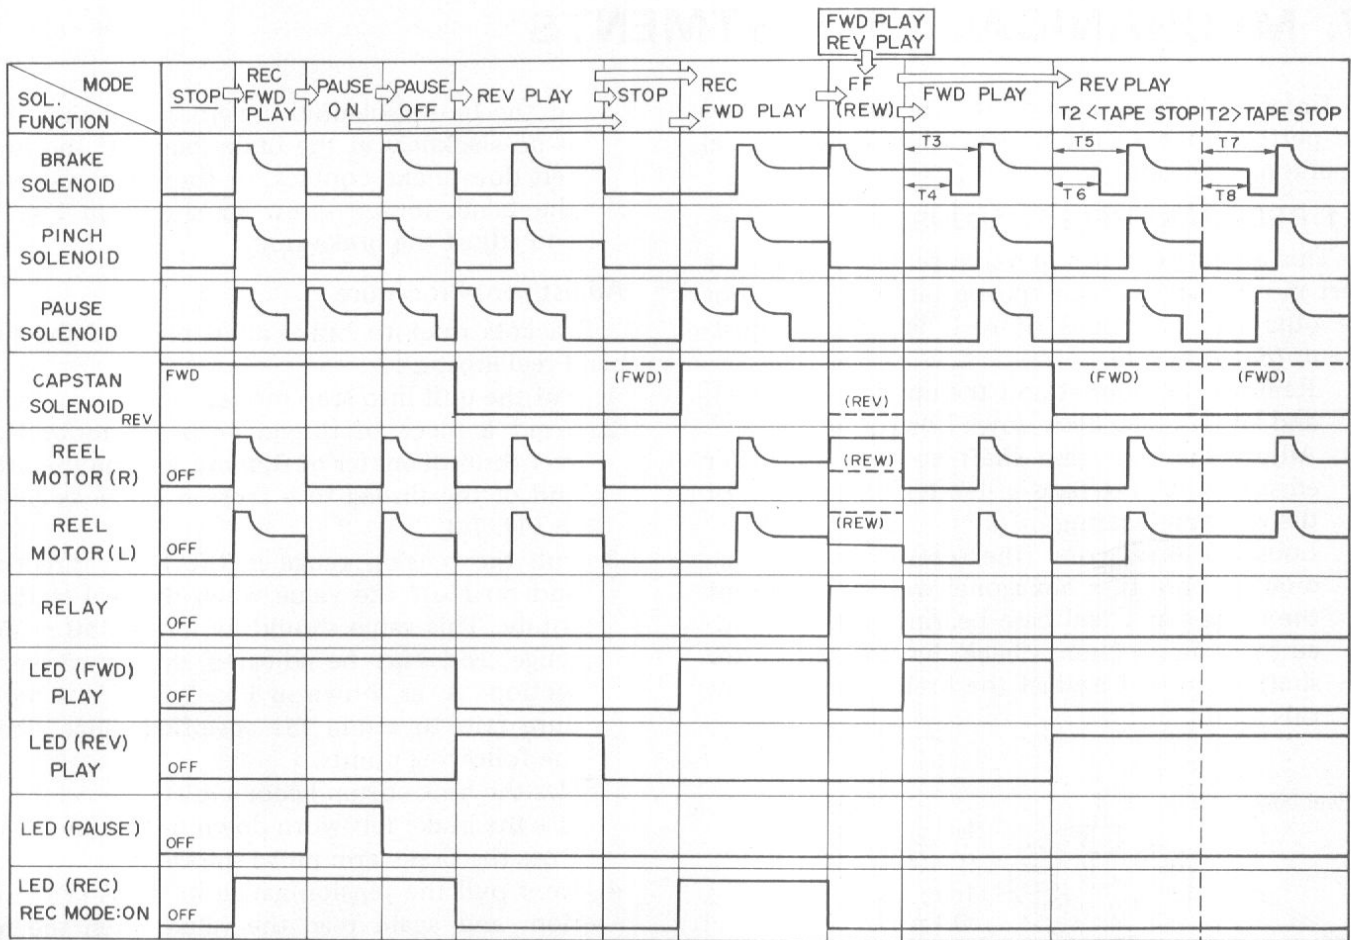 FWD PLAY
REV PLAY
MODE
SOL.
FUNCTION
STOP
REC
FWD
PLAY
PAUSE
ON
PAUSE
OFF
REV PLAY
STOP
REC
FWD PLAY
FF
(REW)
FWD PLAY
REV PLAY
T2 <TAPE STOP
T2> TAPE STOP
BRAKE
SOLENOID
T3
T4
T5
T6
T7
T8
PINCH
SOLENOID
PAUSE
SOLENOID
CAPSTAN
SOLENOID
REV
FWD
(FWD)
(REV)
(FWD)
(FWD)
REEL
MOTOR (R)
OFF
(REW)
REEL
MOTOR (L)
OFF
(REW)
RELAY
OFF
LED (FWD)
PLAY
OFF
LED (REV)
PLAY
OFF
LED (PAUSE)
OFF
LED (REC)
REC MODE:ON
OFF